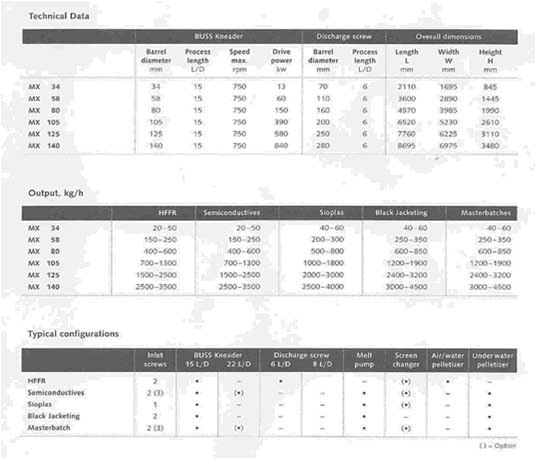 Technical Data
BUSS Kneader Discharge screw Overall dimensions
Barrel Process Speed Drive Barrel Process Length Width Height
diameter length max. power diameter length L W H
mm L/D rpm kw mm L/D mm mm mm
MX 34 34 15 750 13 70 6 2110 1695 845
MX 58 58 15 750 60 110 6 3600 2890 1445
MX 80 80 15 750 150 160 6 4970 3985 1990
MX 105 105 15 750 390 200 6 6520 5230 2610
MX 125 125 15 750 580 250 6 7760 6225 3110
MX 140 140 15 750 840 280 6 8695 6975 3480
Output, kg/h
HFFR Semiconductives Sioplas Black Jacketing Masterbatches
MX 34 20–50 20–50 40–60 40–60 40–60
MX 58 150–250 150–250 200–300 250–350 250–350
MX 80 400–600 400–600 500–800 600–850 600–850
MX 105 700–1300 700–1300 1000–1800 1200–1900 1200–1900
MX 125 1500–2500 1500–2500 2000–3000 2400–3200 2400–3200
MX 140 2500–3500 2500–3500 2500–4000 3000–4500 3000–4500
Typical configurations
Inlet BUSS Kneader Discharge screw Melt Screen Air/water Under water
screws 15 L/D 22 L/D 6 L/D 8 L/D pump changer pelletizer pelletizer
HFFR 2 • – • – (•) • –
Semiconductives 2 (3) • (•) – – • (•) – •
Sioplas 1 • – – – • (•) – •
Black Jacketing 2 • – – – • – – •
Masterbatch 2 (3) • (•) – – • (•) – •
( ) = Option